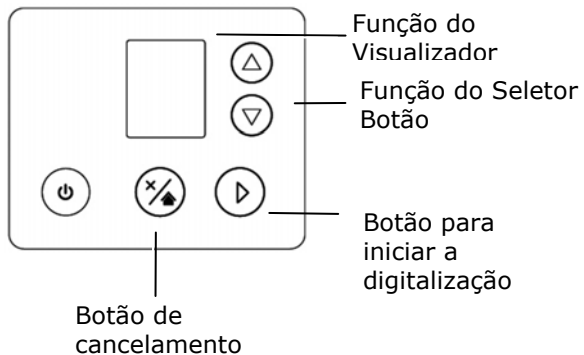 Função do
Visualizador
Função do Seletor
Botão
Botão para
iniciar a
digitalização
Botão de
cancelamento